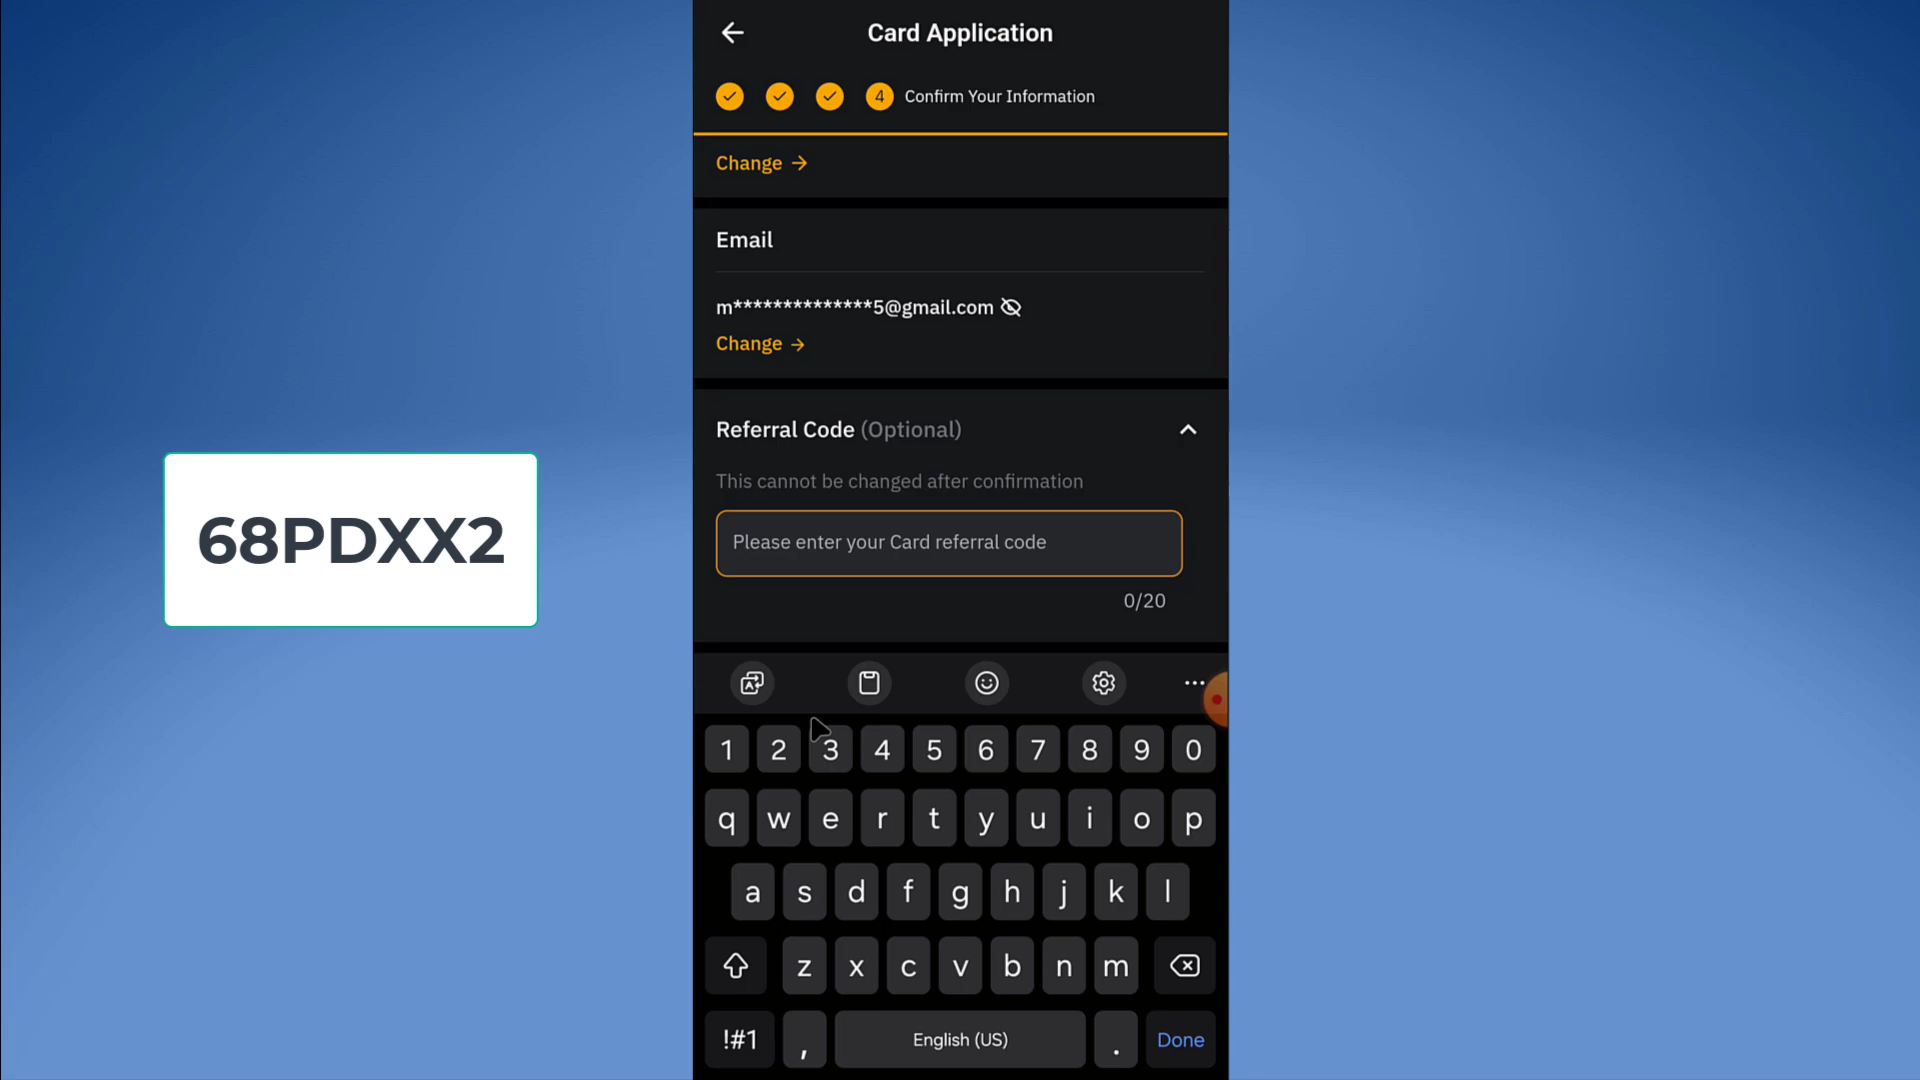 Card Application
4 Confirm Your Information
Change →
Email
m**************5@gmail.com
Change →
68PDXX2
Referral Code (Optional)
This cannot be changed after confirmation
Please enter your Card referral code
0/20
1 2 3 4 5 6 7 8 9 0
q w e r t y u i o p
a s d f g h j k l
z x c v b n m
!#1 , English (US) . Done